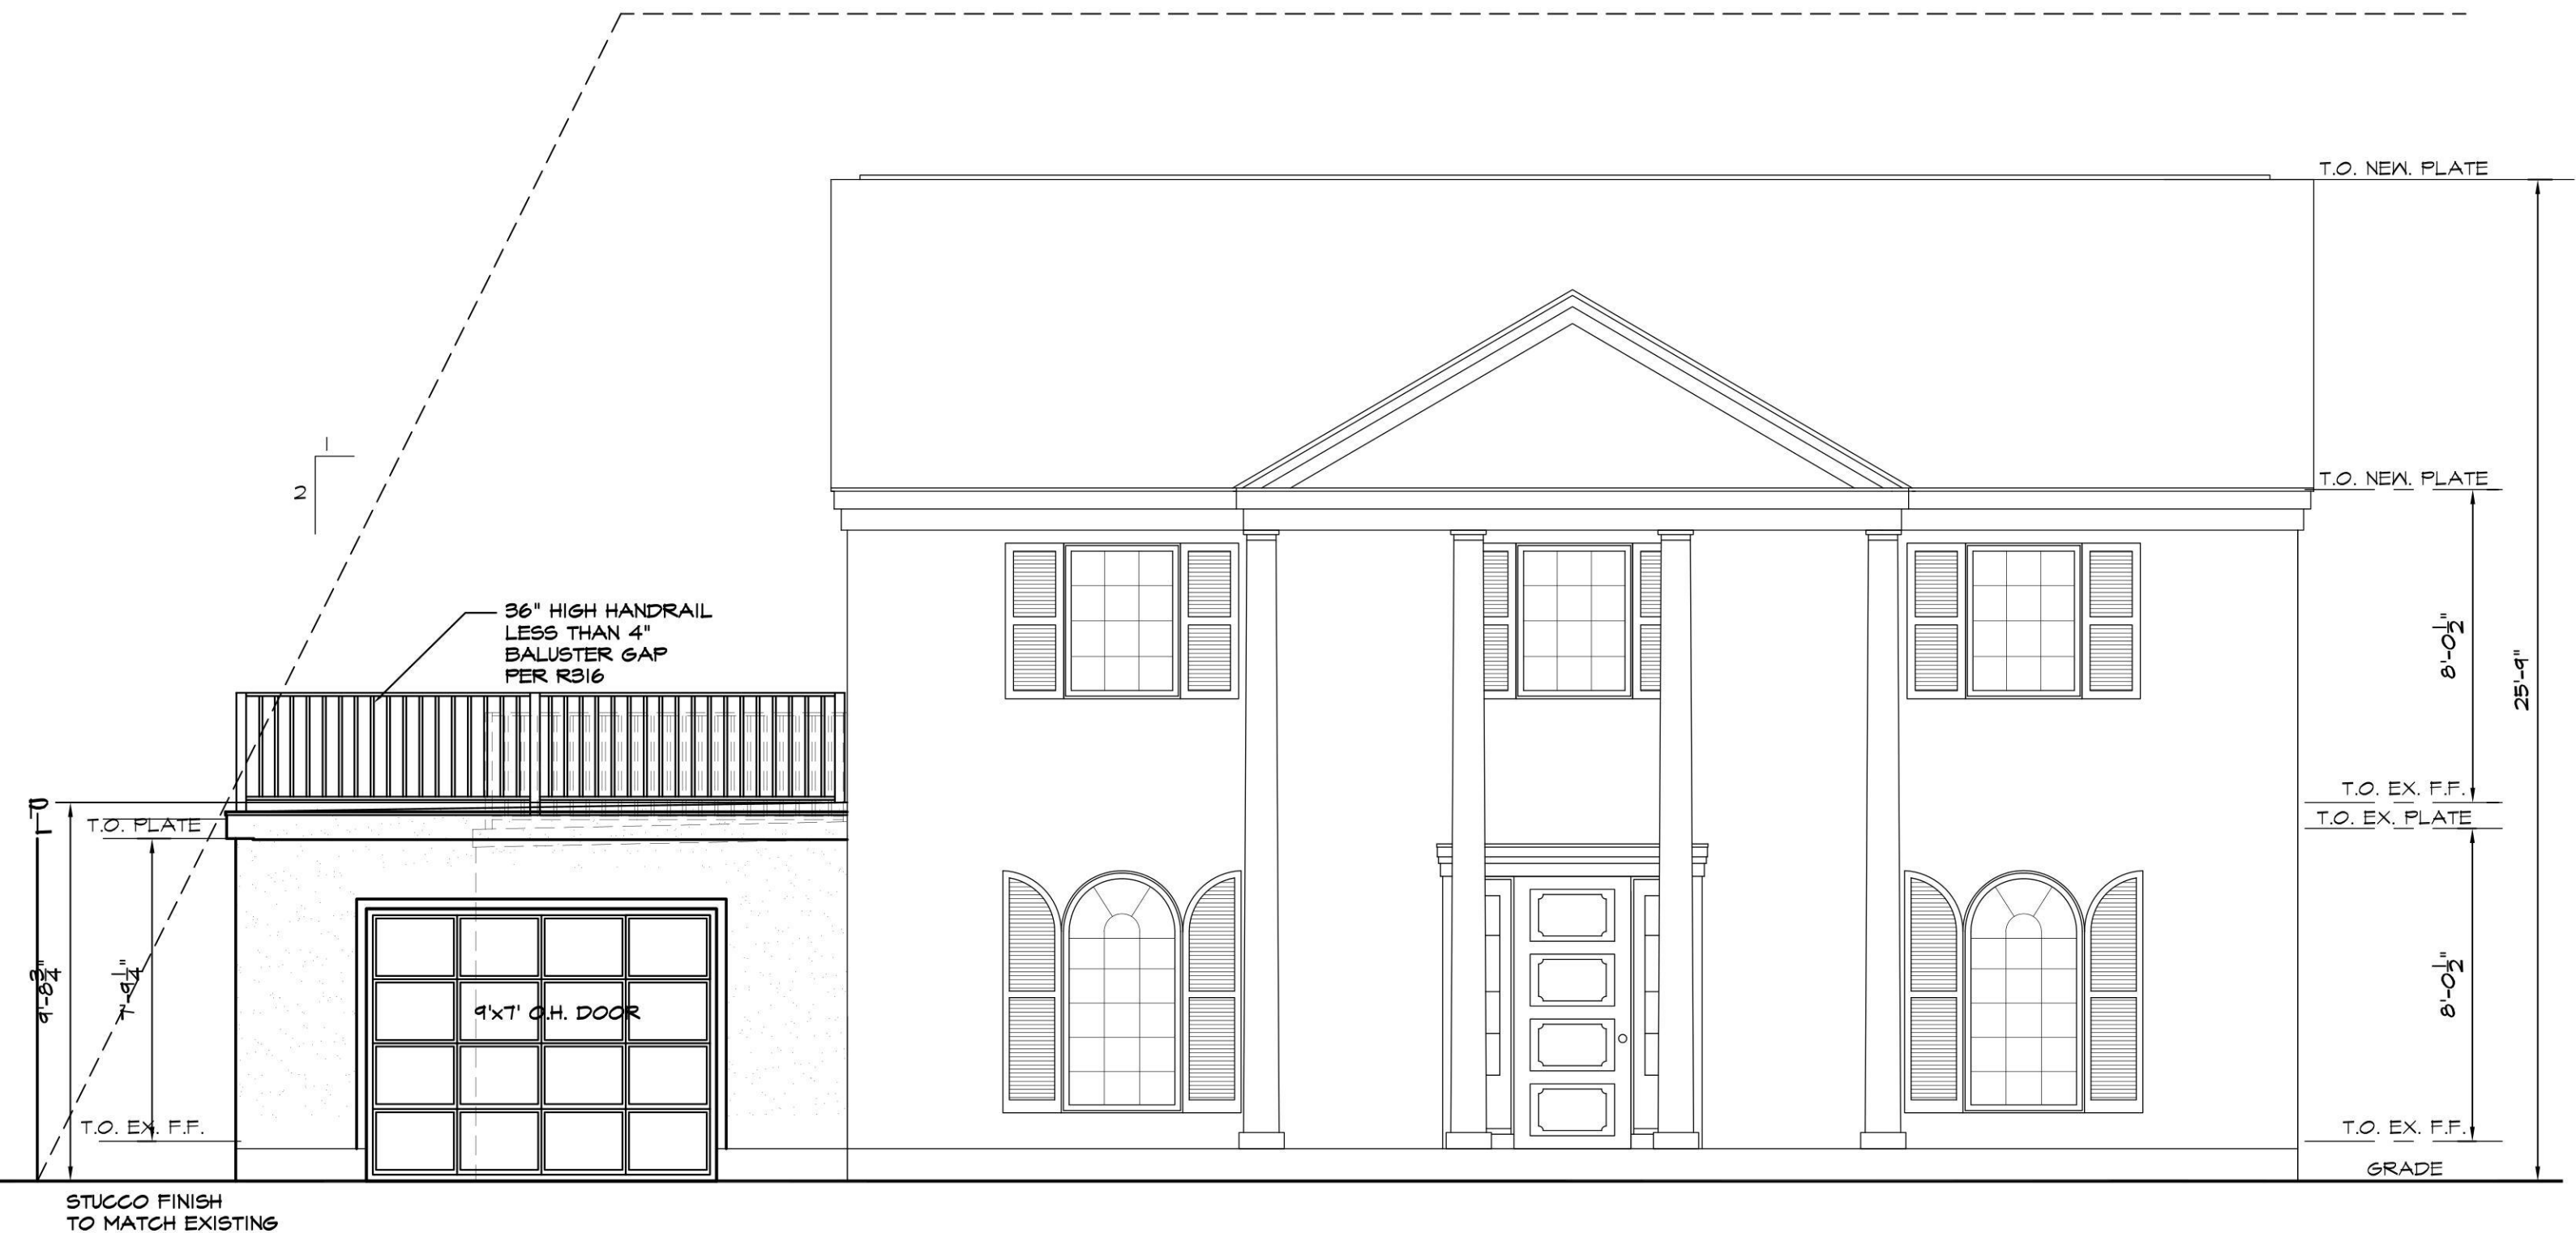 T.O. NEW. PLATE
1
2
T.O. NEW. PLATE
36" HIGH HANDRAIL
LESS THAN 4"
BALUSTER GAP
PER R316
8'-0½"
25'-9"
T.O. EX. F.F.
T.O. PLATE
T.O. EX. PLATE
9'-8¾"
7'-9¼"
9'x7' O.H. DOOR
8'-0½"
T.O. EX. F.F.
T.O. EX. F.F.
GRADE
STUCCO FINISH
TO MATCH EXISTING